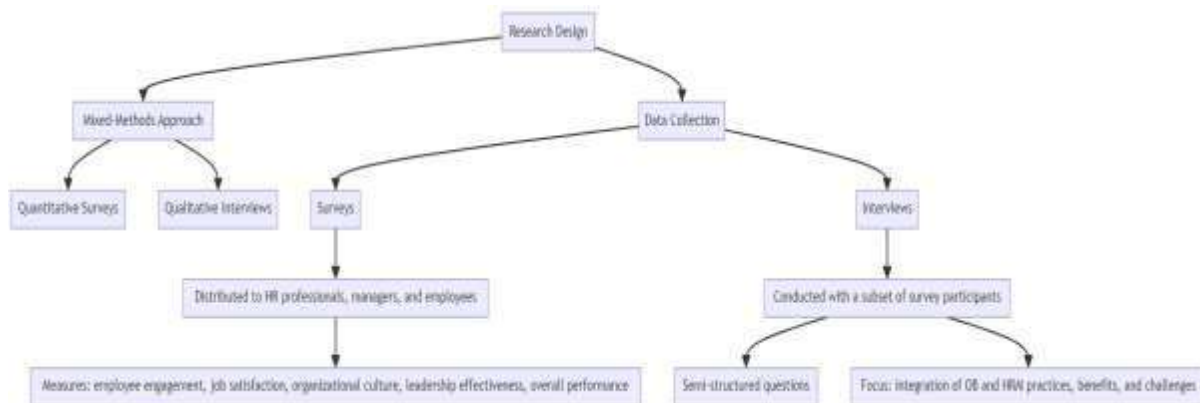 Research Design
Mixed-Methods Approach
Data Collection
Quantitative Surveys
Qualitative Interviews
Surveys
Interviews
Distributed to HR professionals, managers, and employees
Conducted with a subset of survey participants
Measures: employee engagement, job satisfaction, organizational culture, leadership effectiveness, overall performance
Semi-structured questions
Focus: integration of OB and HRM practices, benefits, and challenges